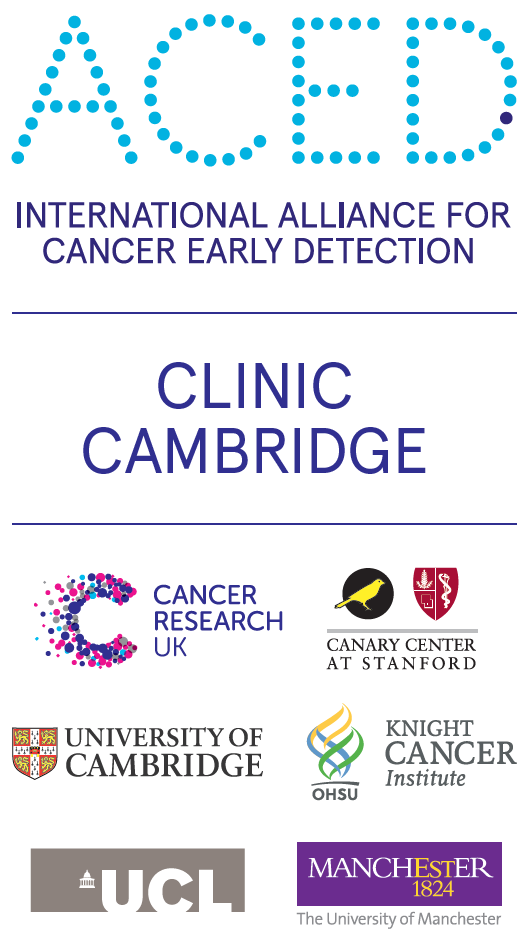 ACED
INTERNATIONAL ALLIANCE FOR
CANCER EARLY DETECTION
CLINIC
CAMBRIDGE
CANCER
RESEARCH
UK
CANARY CENTER
AT STANFORD
UNIVERSITY OF
CAMBRIDGE
OHSU
KNIGHT
CANCER
Institute
UCL
MANCHEStER
1824
The University of Manchester